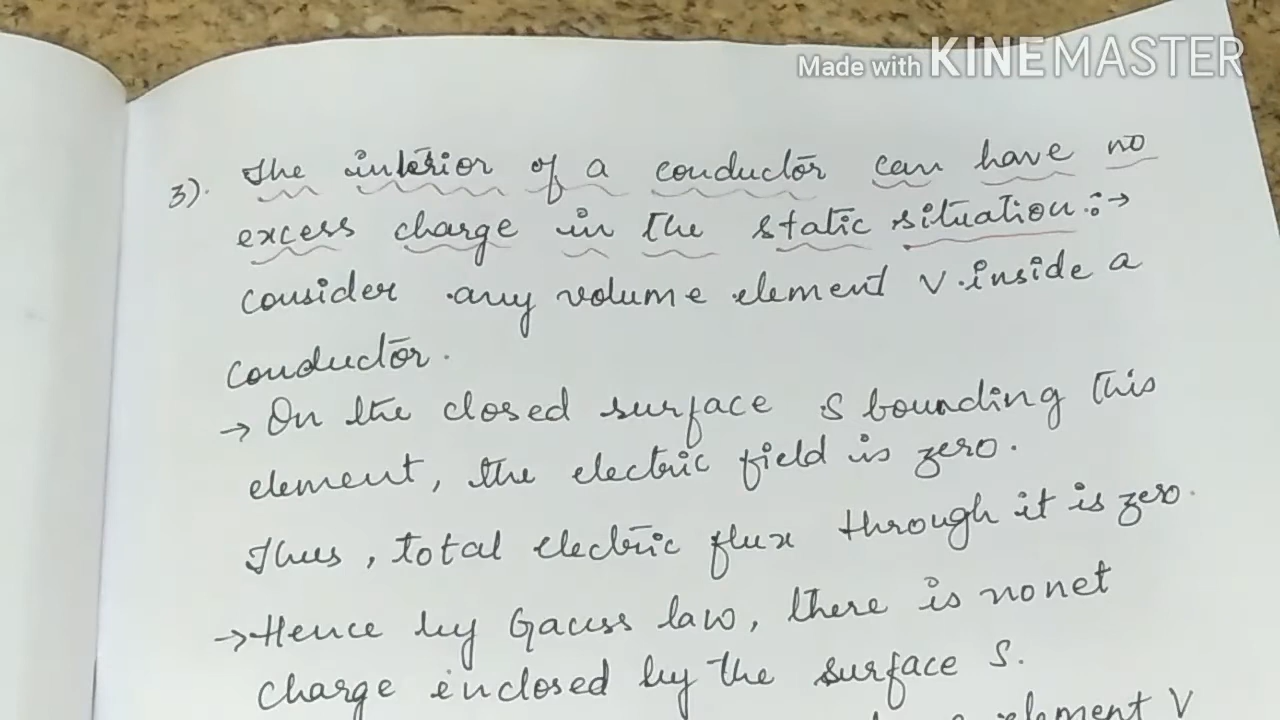 Made with KINEMASTER
3). The interior of a conductor can have no
excess charge in the static situation :→
consider any volume element v inside a
conductor.
→ On the closed surface S bounding this
element, the electric field is zero.
Thus, total electric flux through it is zero.
→ Hence by Gauss law, there is no net
charge enclosed by the surface S.
element V